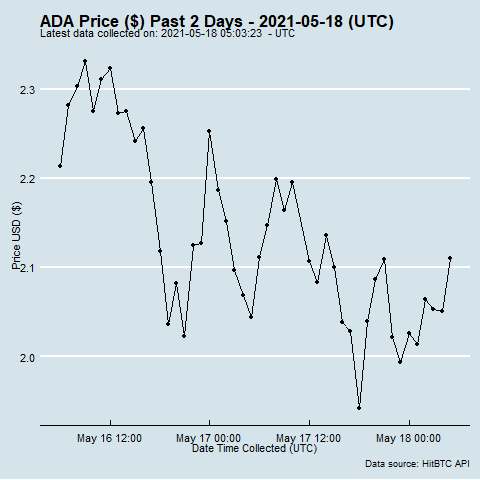 ADA Price ($) Past 2 Days - 2021-05-18 (UTC)
Latest data collected on: 2021-05-18 05:03:23  - UTC
2.3
2.2
2.1
2.0
Price USD ($)
May 16 12:00
May 17 00:00
May 17 12:00
May 18 00:00
Date Time Collected (UTC)
Data source: HitBTC API